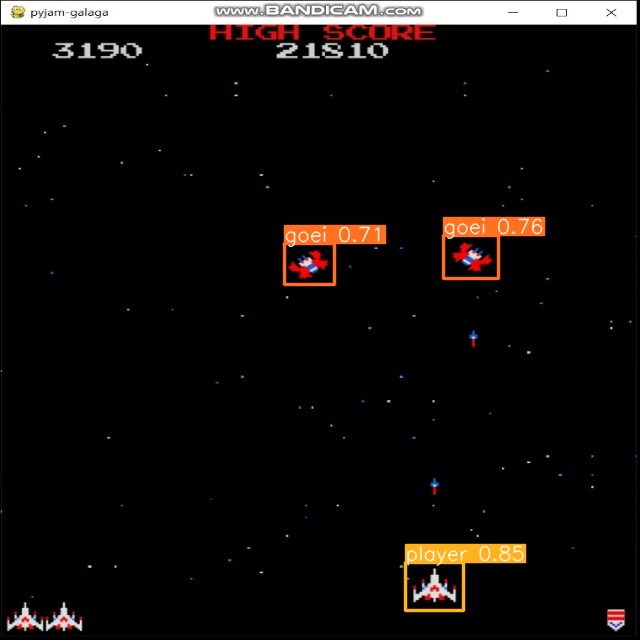 pyjam-galaga
www.BANDICAM.com
HIGH SCORE
3190
21810
goei 0.71
goei 0.76
player 0.85